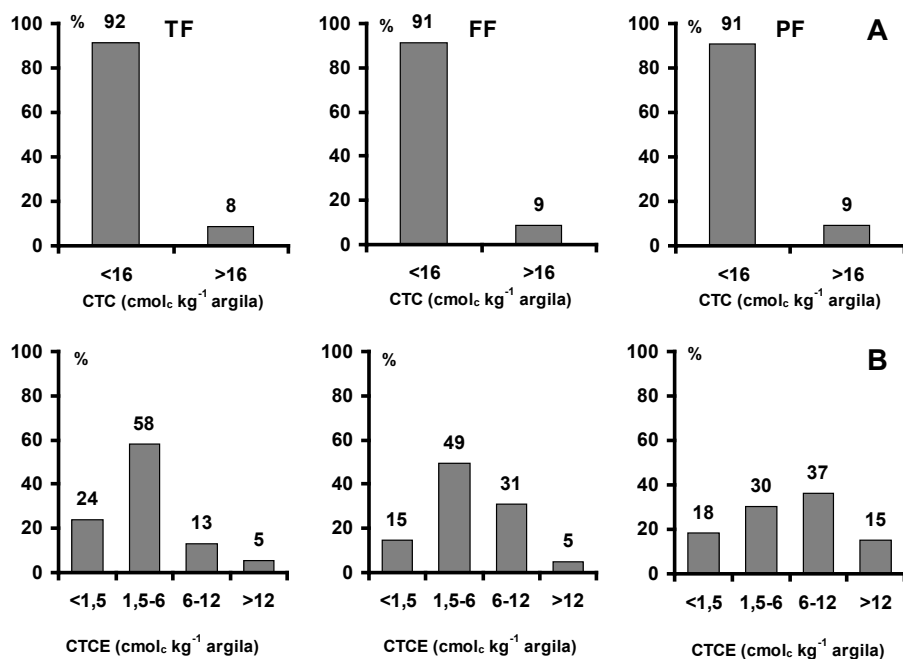 % 92 TF
100
80
60
40
20
0
8
<16 >16
CTC (cmolc kg-1 argila)
% 91 FF
100
80
60
40
20
0
9
<16 >16
CTC (cmolc kg-1 argila)
% 91 PF A
100
80
60
40
20
0
9
<16 >16
CTC (cmolc kg-1 argila)
%
100
80
60
40
20
0
24 58 13 5
<1,5 1,5-6 6-12 >12
CTCE (cmolc kg-1 argila)
%
100
80
60
40
20
0
15 49 31 5
<1,5 1,5-6 6-12 >12
CTCE (cmolc kg-1 argila)
% B
100
80
60
40
20
0
18 30 37 15
<1,5 1,5-6 6-12 >12
CTCE (cmolc kg-1 argila)